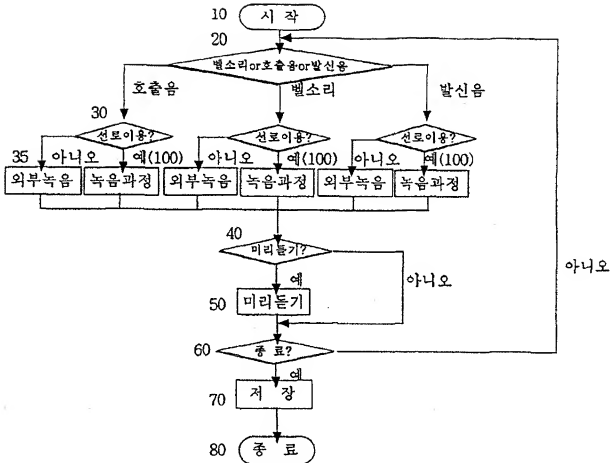 10 시 작
20
벨소리or호출음or발신음
호출음 벨소리 발신음
30
선로이용? 선로이용? 선로이용?
35 아니오 예(100) 아니오 예(100) 아니오 예(100)
외부녹음 녹음과정 외부녹음 녹음과정 외부녹음 녹음과정
40
미리듣기?
예 아니오 아니오
50 미리듣기
60 종료?
예
70 저 장
80 종 료